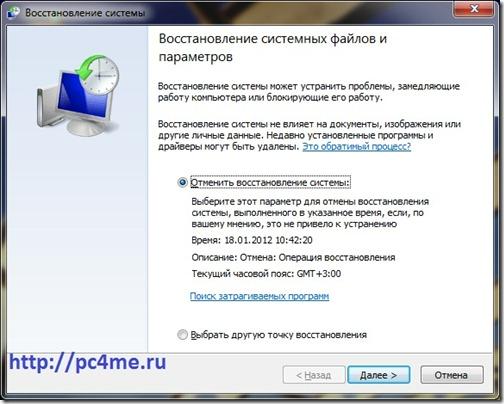 Восстановление системы
Восстановление системных файлов и
параметров
Восстановление системы может устранить проблемы, замедляющие
работу компьютера или блокирующие его работу.
Восстановление системы не влияет на документы, изображения или
другие личные данные. Недавно установленные программы и
драйверы могут быть удалены. Это обратимый процесс?
Отменить восстановление системы:
Выберите этот параметр для отмены восстановления
системы, выполненного в указанное время, если, по
вашему мнению, это не привело к устранению
Время: 18.01.2012 10:42:20
Описание: Отмена: Операция восстановления
Текущий часовой пояс: GMT+3:00
Поиск затрагиваемых программ
Выбрать другую точку восстановления
http://pc4me.ru
< Назад Далее > Отмена